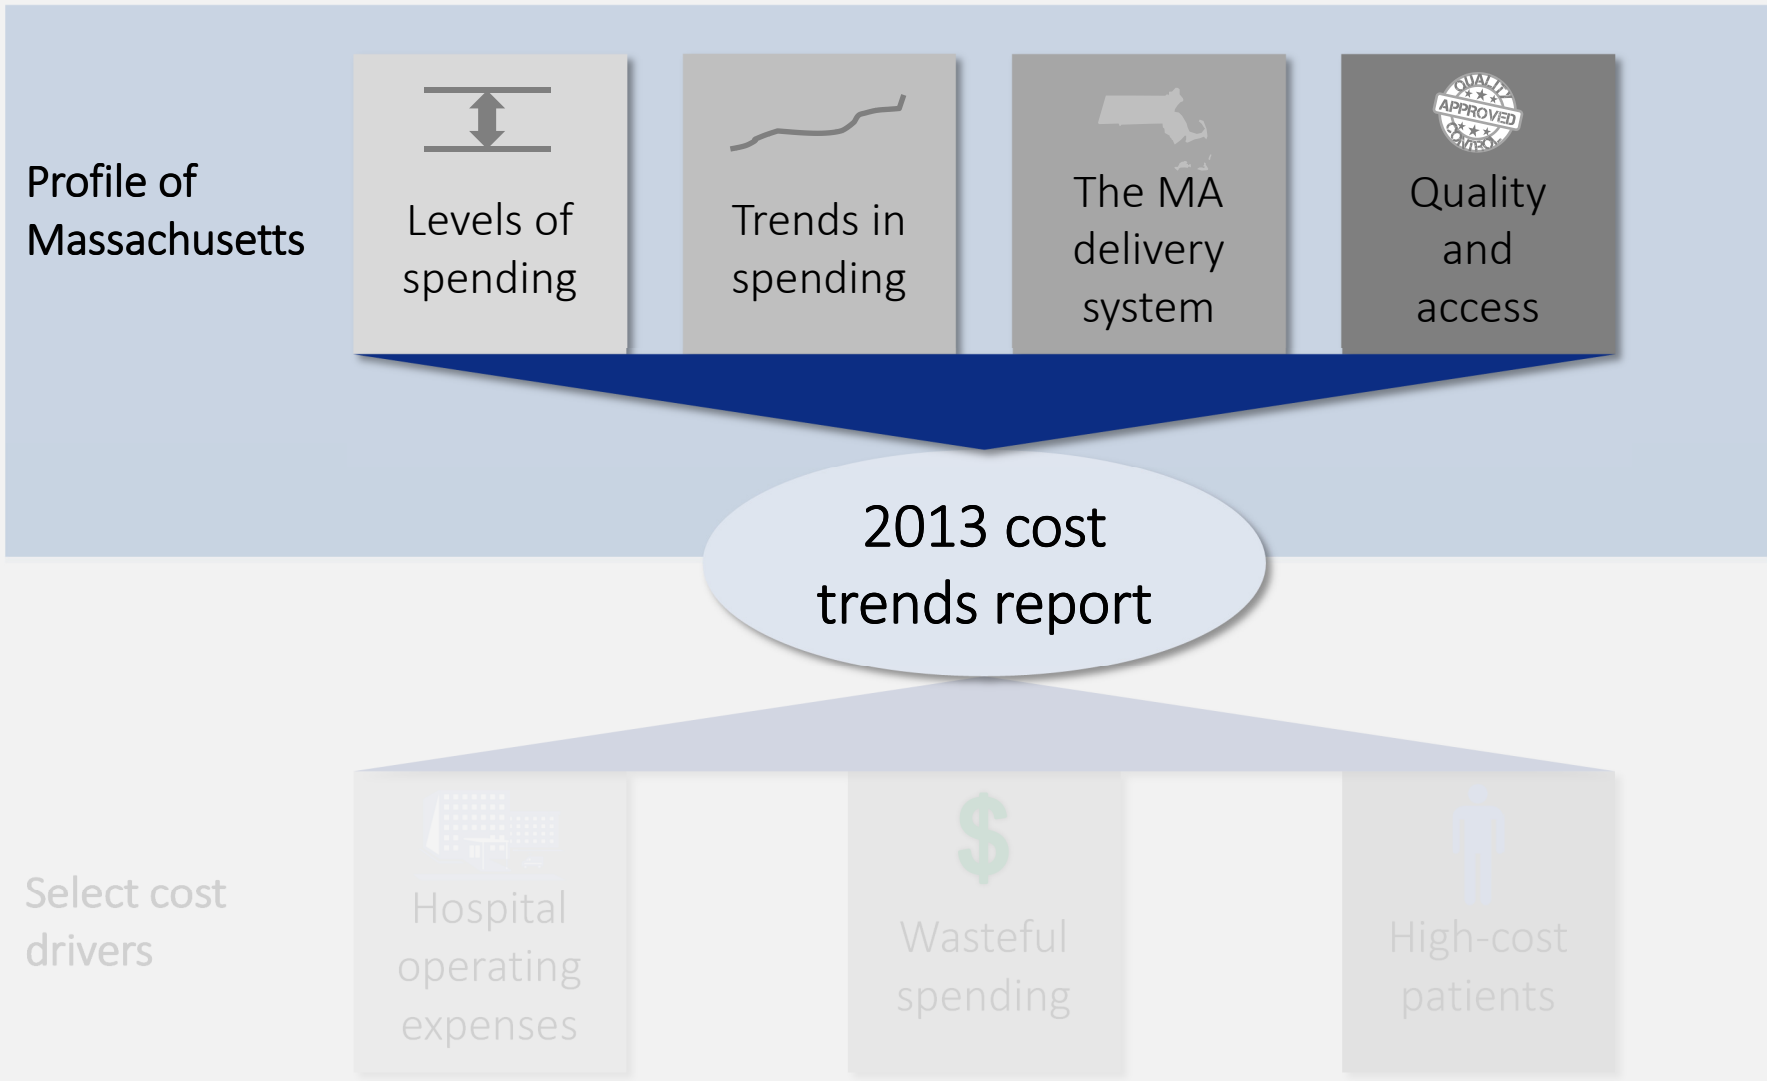 Profile of
Massachusetts
Levels of
spending
Trends in
spending
The MA
delivery
system
QUALITY
APPROVED
CONTROL
Quality
and
access
2013 cost
trends report
Select cost
drivers
Hospital
operating
expenses
$
Wasteful
spending
High-cost
patients